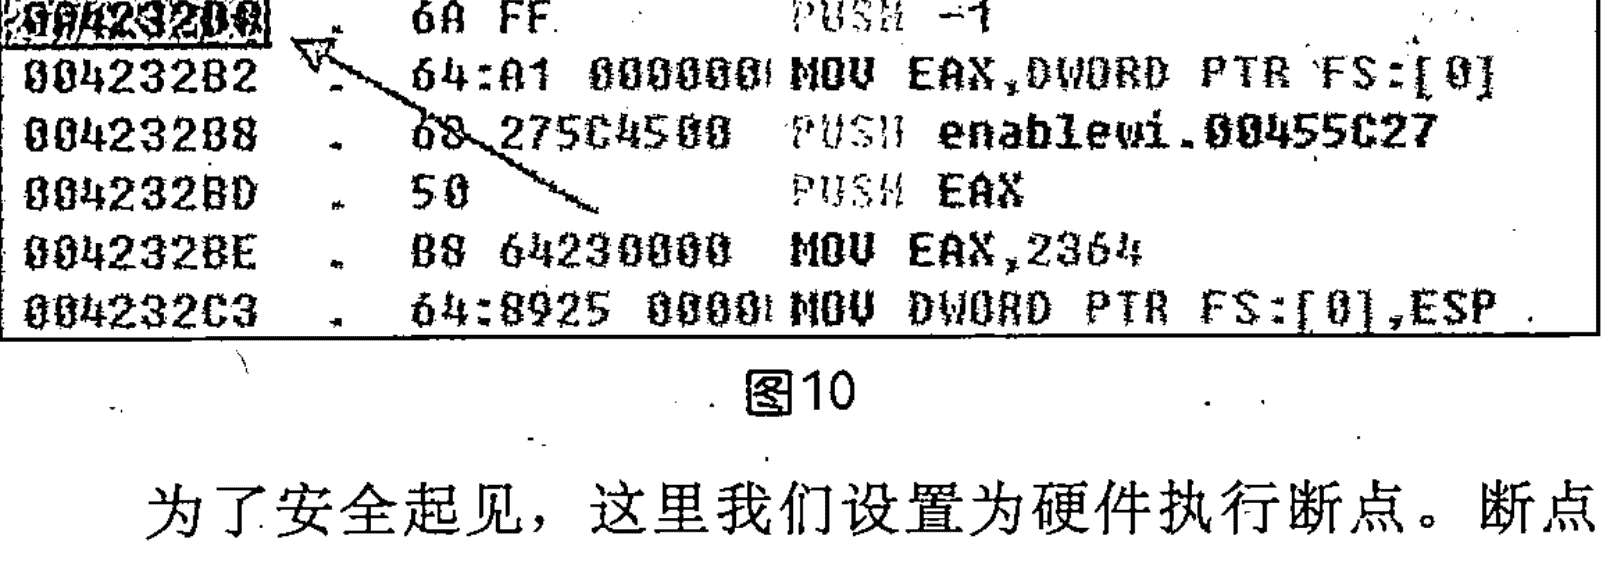 004232B0 . 6A FF PUSH -1
004232B2 . 64:A1 0000000 MOV EAX,DWORD PTR FS:[0]
004232B8 . 68 275C4500 PUSH enablewi.00455C27
004232BD . 50 PUSH EAX
004232BE . B8 64230000 MOV EAX,2364
004232C3 . 64:8925 0000 MOV DWORD PTR FS:[0],ESP
图10
为了安全起见，这里我们设置为硬件执行断点。断点